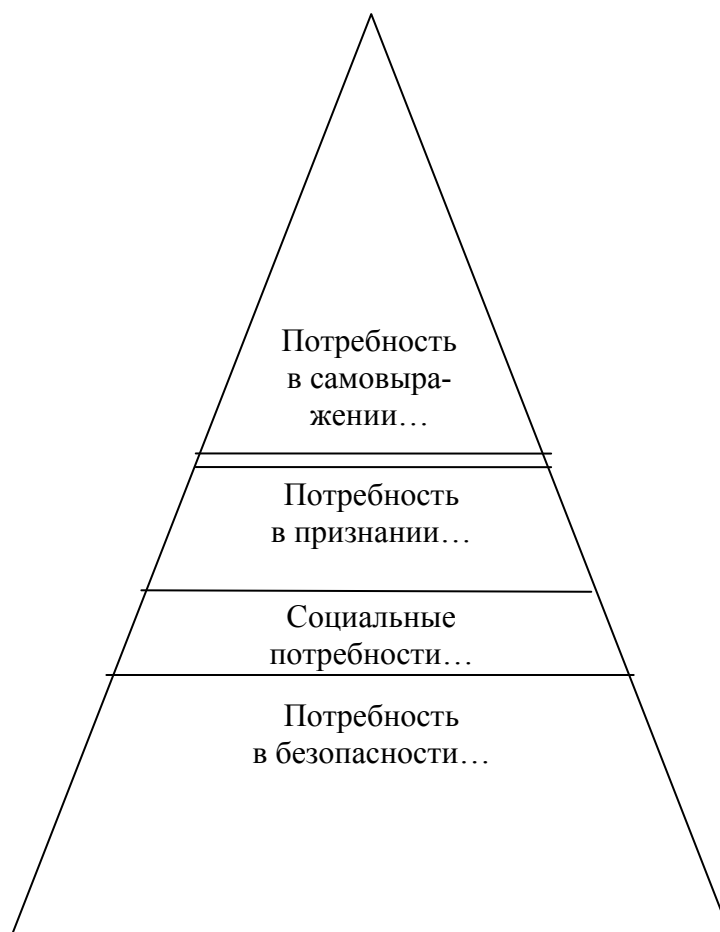 Потребность
в самовыра-
жении…
Потребность
в признании…
Социальные
потребности…
Потребность
в безопасности…